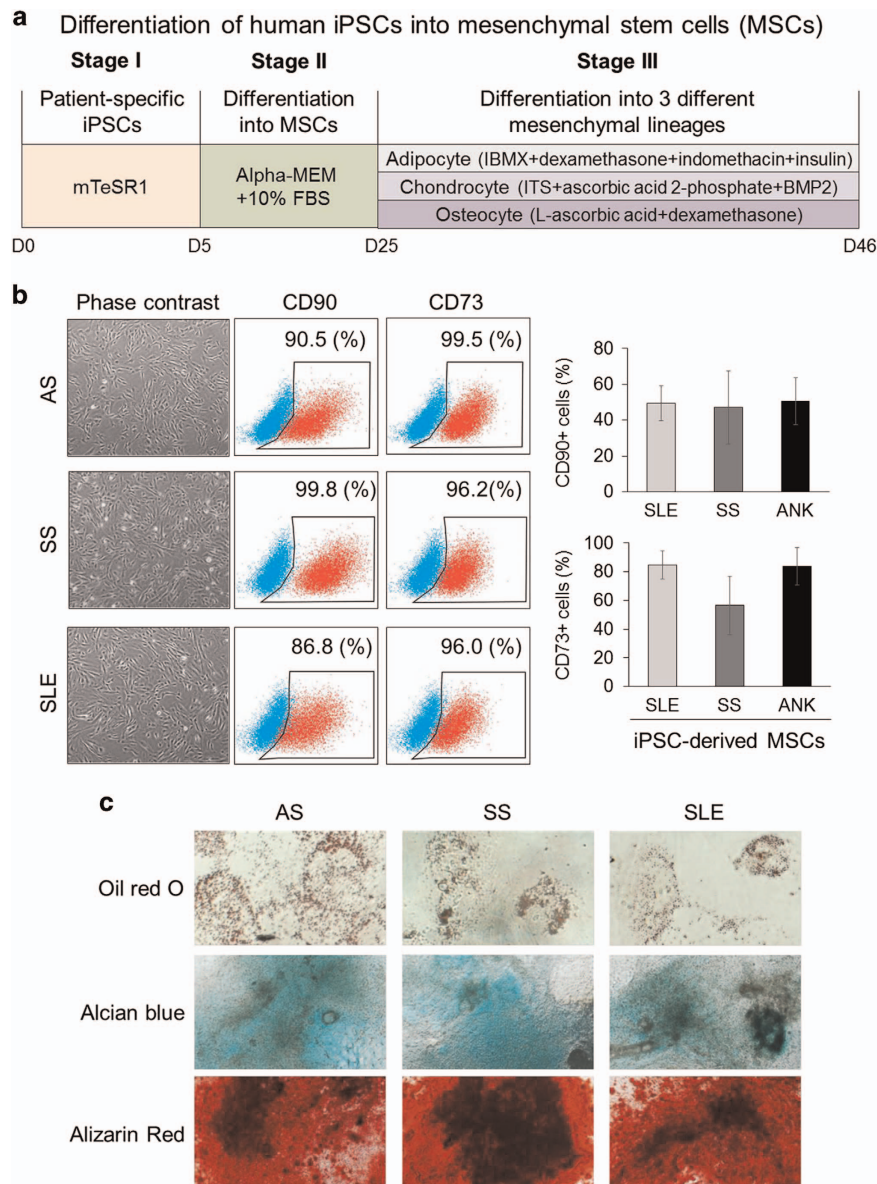 a
Differentiation of human iPSCs into mesenchymal stem cells (MSCs)
Stage I
Stage II
Stage III
Patient-specific
iPSCs
Differentiation
into MSCs
Differentiation into 3 different
mesenchymal lineages
mTeSR1
Alpha-MEM
+10% FBS
Adipocyte (IBMX+dexamethasone+indomethacin+insulin)
Chondrocyte (ITS+ascorbic acid 2-phosphate+BMP2)
Osteocyte (L-ascorbic acid+dexamethasone)
D0
D5
D25
D46
b
Phase contrast
CD90
CD73
AS
90.5 (%)
99.5 (%)
SS
99.8 (%)
96.2(%)
SLE
86.8 (%)
96.0 (%)
CD90+ cells (%)
80
60
40
20
0
SLE
SS
ANK
CD73+ cells (%)
100
80
60
40
20
0
SLE
SS
ANK
iPSC-derived MSCs
c
AS
SS
SLE
Oil red O
Alcian blue
Alizarin Red